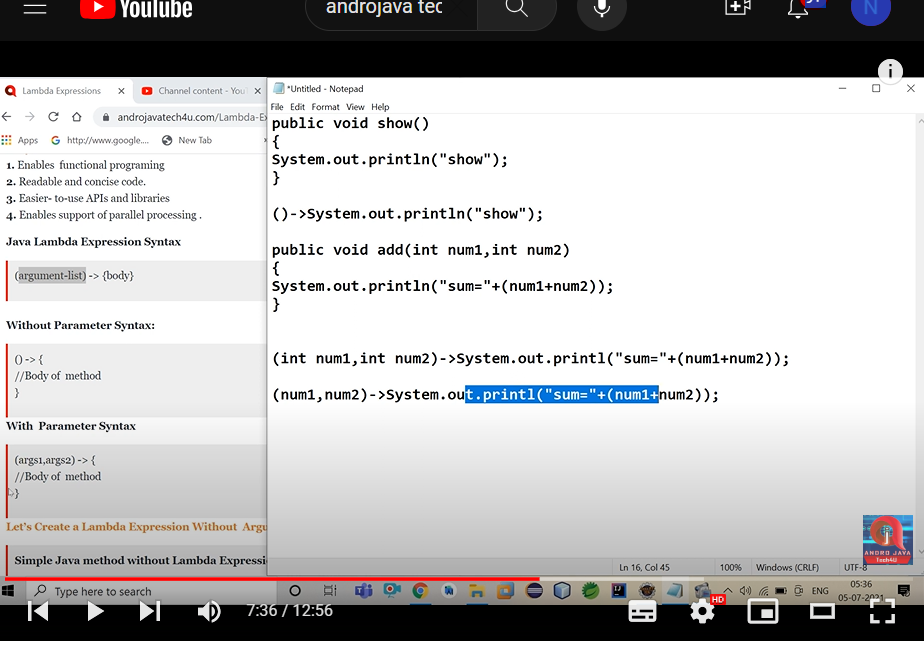 YouTube
androjava tec
Lambda Expressions
Channel content - You
androjavatech4u.com/Lambda-Ex
Apps
http://www.google....
New Tab
1. Enables functional programing
2. Readable and concise code.
3. Easier- to-use APIs and libraries
4. Enables support of parallel processing .
Java Lambda Expression Syntax
(argument-list) -> {body}
Without Parameter Syntax:
() -> {
//Body of method
}
With Parameter Syntax
(args1,args2) -> {
//Body of method
}
Let's Create a Lambda Expression Without Argu
Simple Java method without Lambda Expressi
*Untitled - Notepad
File Edit Format View Help
public void show()
{
System.out.println("show");
}
()->System.out.println("show");
public void add(int num1,int num2)
{
System.out.println("sum="+(num1+num2));
}
(int num1,int num2)->System.out.printl("sum="+(num1+num2));
(num1,num2)->System.out.printl("sum="+(num1+num2));
ANDRO JAVA
Tech4U
Ln 16, Col 45
100%
Windows (CRLF)
UTF-8
Type here to search
ENG
05:36
05-07-2021
7:36 / 12:56
HD
N